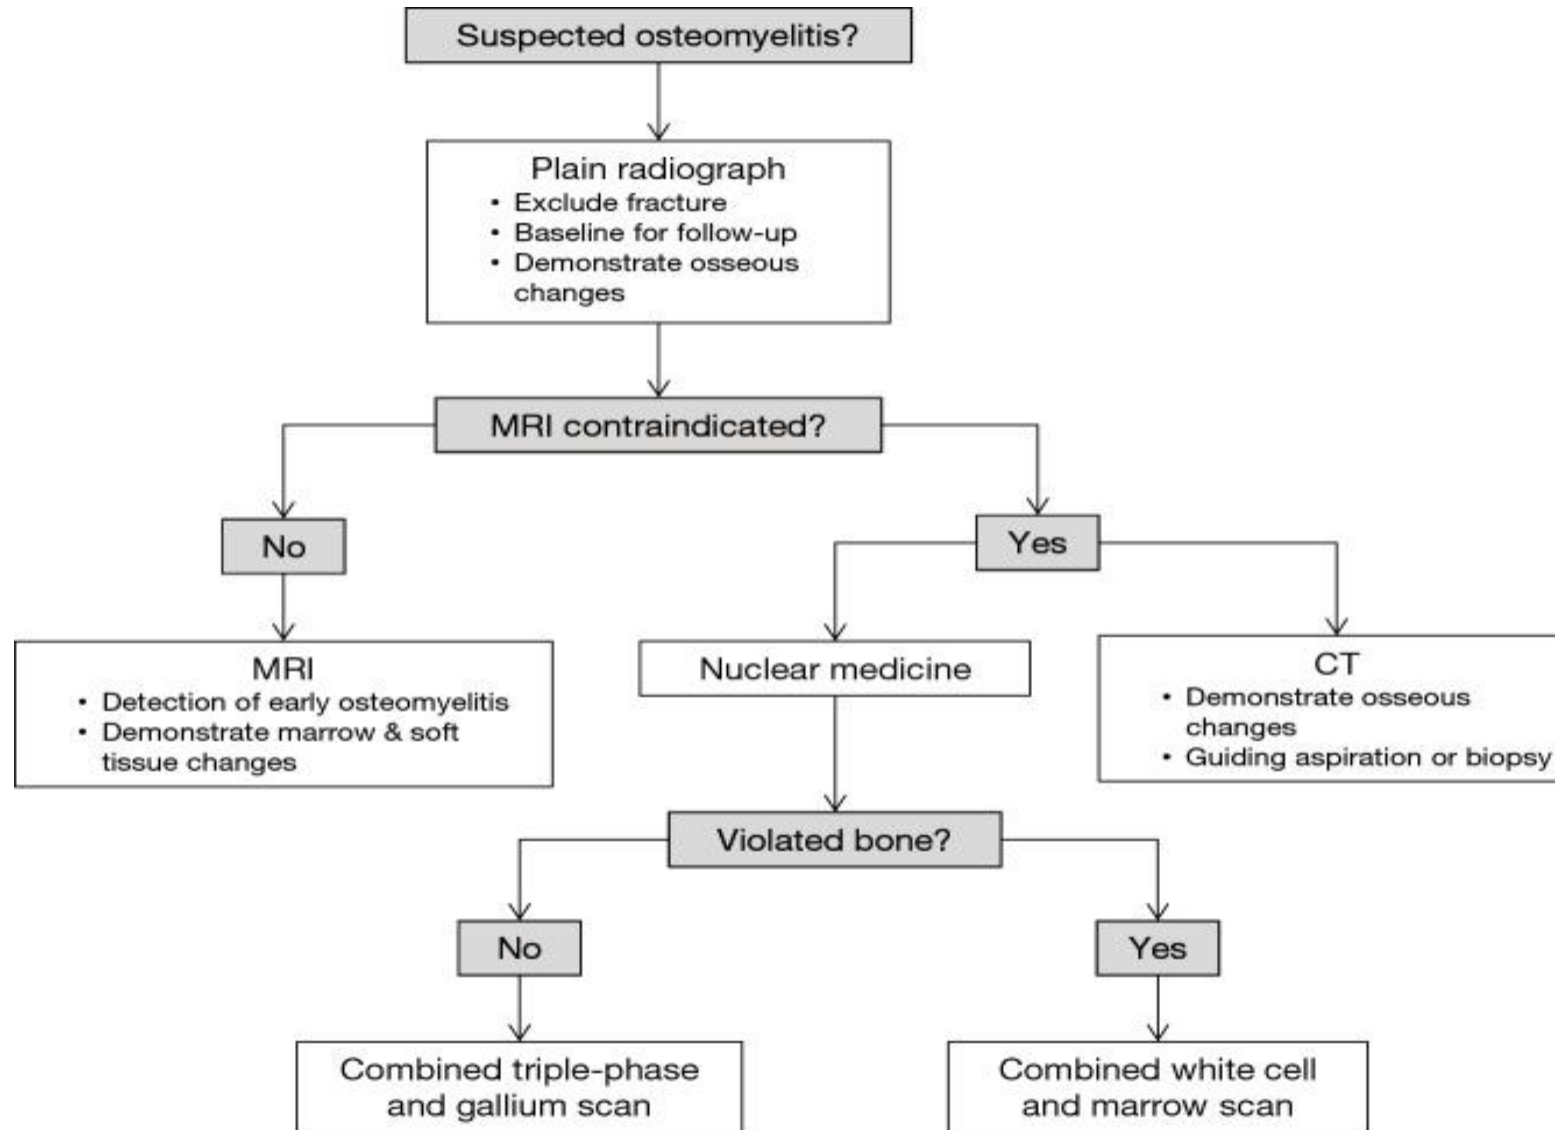 Suspected osteomyelitis?
Plain radiograph
• Exclude fracture
• Baseline for follow-up
• Demonstrate osseous
changes
MRI contraindicated?
No
Yes
MRI
• Detection of early osteomyelitis
• Demonstrate marrow & soft
tissue changes
Nuclear medicine
CT
• Demonstrate osseous
changes
• Guiding aspiration or biopsy
Violated bone?
No
Yes
Combined triple-phase
and gallium scan
Combined white cell
and marrow scan